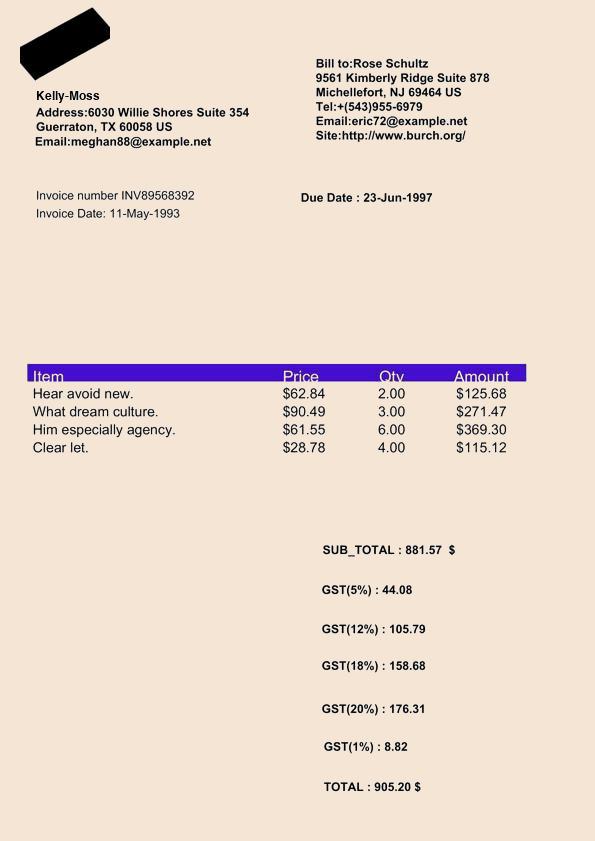 Kelly-Moss
Address:6030 Willie Shores Suite 354
Guerraton, TX 60058 US
Email:meghan88@example.net
Bill to:Rose Schultz
9561 Kimberly Ridge Suite 878
Michellefort, NJ 69464 US
Tel:+(543)955-6979
Email:eric72@example.net
Site:http://www.burch.org/
Invoice number INV89568392
Invoice Date: 11-May-1993
Due Date : 23-Jun-1997
Item Price Qty Amount
Hear avoid new. $62.84 2.00 $125.68
What dream culture. $90.49 3.00 $271.47
Him especially agency. $61.55 6.00 $369.30
Clear let. $28.78 4.00 $115.12
SUB_TOTAL : 881.57 $
GST(5%) : 44.08
GST(12%) : 105.79
GST(18%) : 158.68
GST(20%) : 176.31
GST(1%) : 8.82
TOTAL : 905.20 $